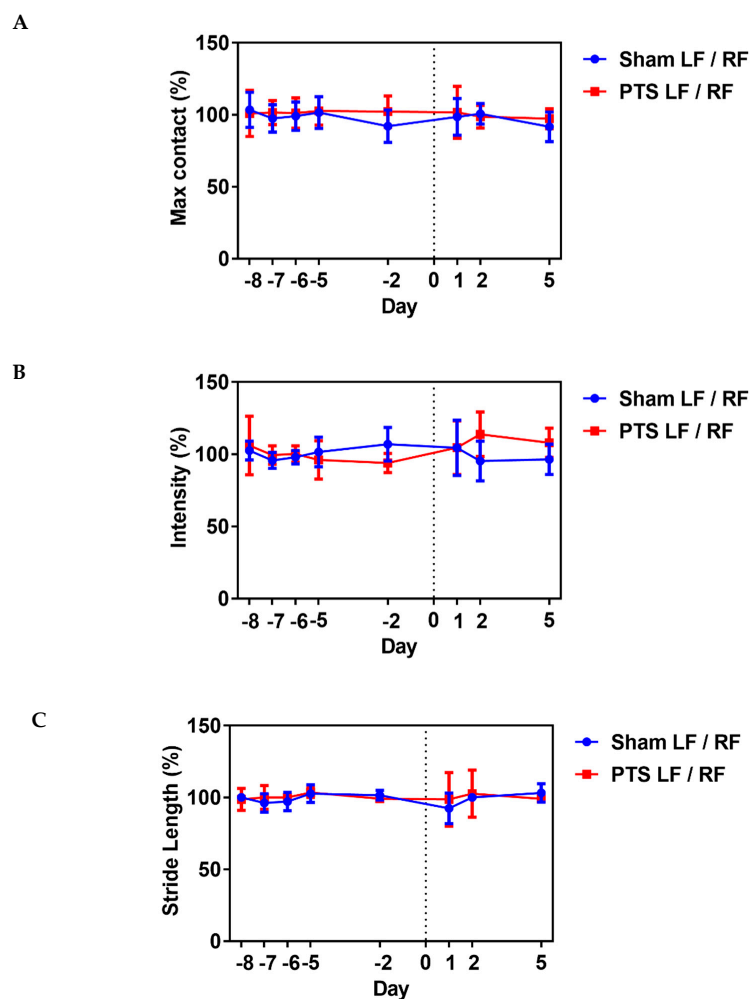 A
Max contact (%)
150
100
50
0
-8 -7 -6 -5 -2 0 1 2 5
Day
Sham LF / RF
PTS LF / RF
B
Intensity (%)
150
100
50
0
-8 -7 -6 -5 -2 0 1 2 5
Day
Sham LF / RF
PTS LF / RF
C
Stride Length (%)
150
100
50
0
-8 -7 -6 -5 -2 0 1 2 5
Day
Sham LF / RF
PTS LF / RF